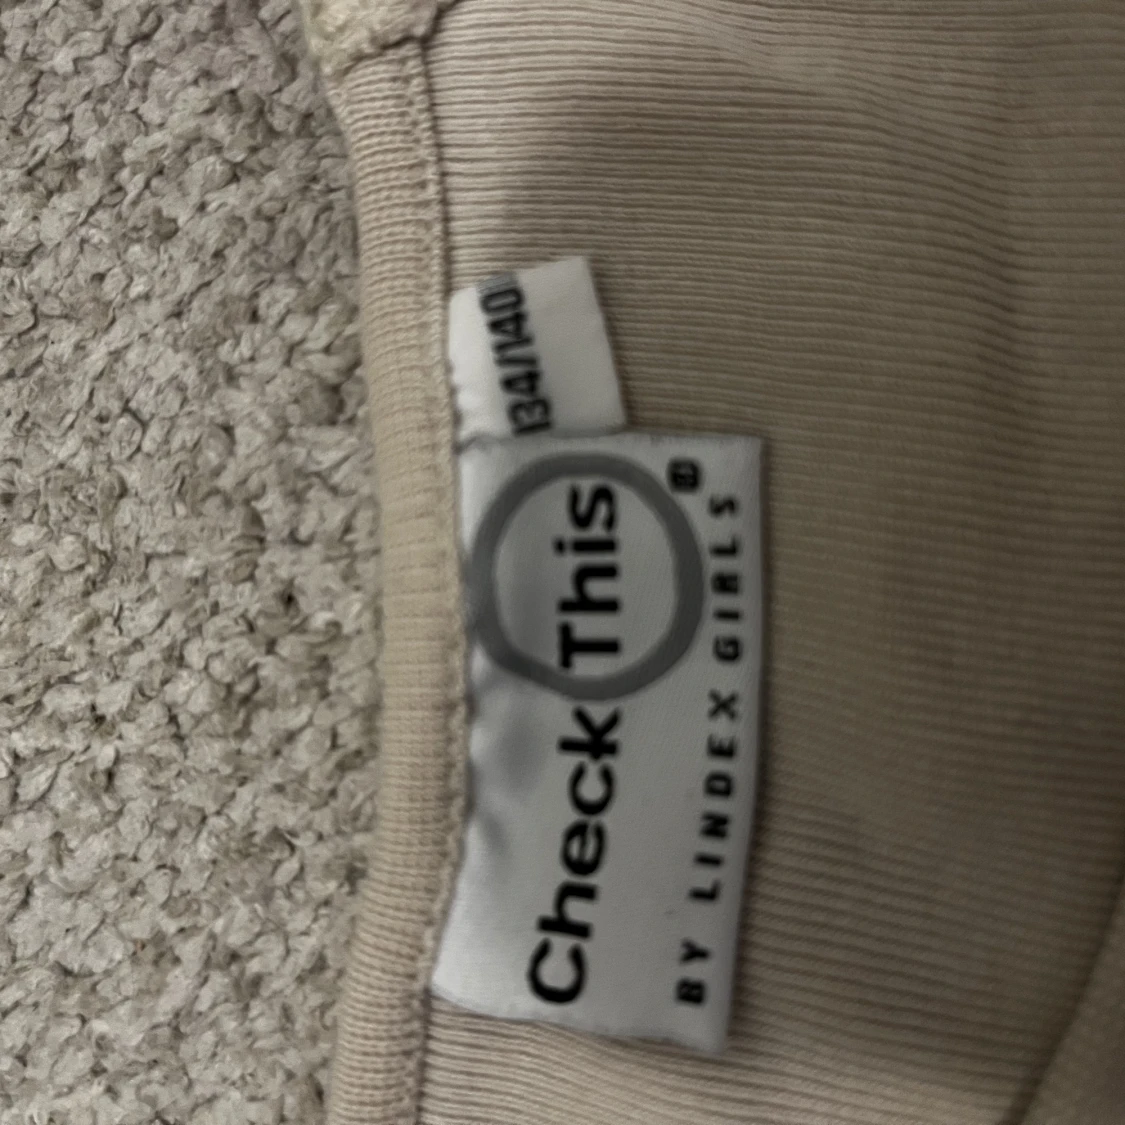 134/140
Check This®
BY LINDEX GIRLS